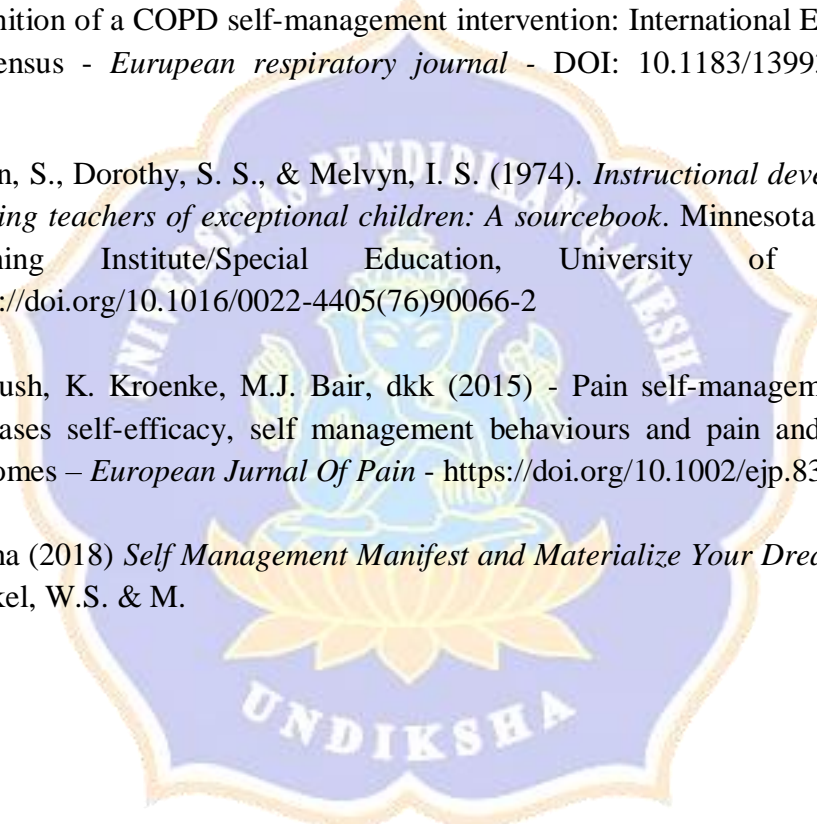 nition of a COPD self-management intervention: International E
ensus - Eurupean respiratory journal - DOI: 10.1183/1399
n, S., Dorothy, S. S., & Melvyn, I. S. (1974). Instructional deve
ing teachers of exceptional children: A sourcebook. Minnesota
ning Institute/Special Education, University of
://doi.org/10.1016/0022-4405(76)90066-2
ush, K. Kroenke, M.J. Bair, dkk (2015) - Pain self-managem
ases self-efficacy, self management behaviours and pain and
omes – European Jurnal Of Pain - https://doi.org/10.1002/ejp.83
na (2018) Self Management Manifest and Materialize Your Drea
kel, W.S. & M.
UNIVERSITAS PENDIDIKAN GANESHA
UNDIKSHA